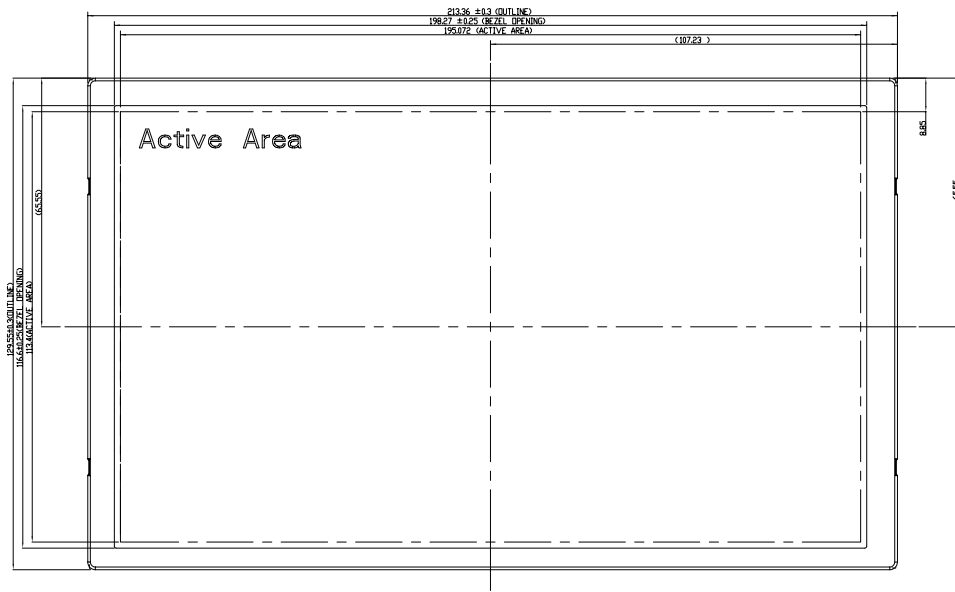 213.36 ±0.3 (OUTLINE)
198.27 ±0.25 (BEZEL OPENING)
195.072 (ACTIVE AREA)
(107.23 )
8.85
Active Area
(65.55)
129.55±0.3(OUTLINE)
116.6±0.25(BEZEL OPENING)
113.4(ACTIVE AREA)